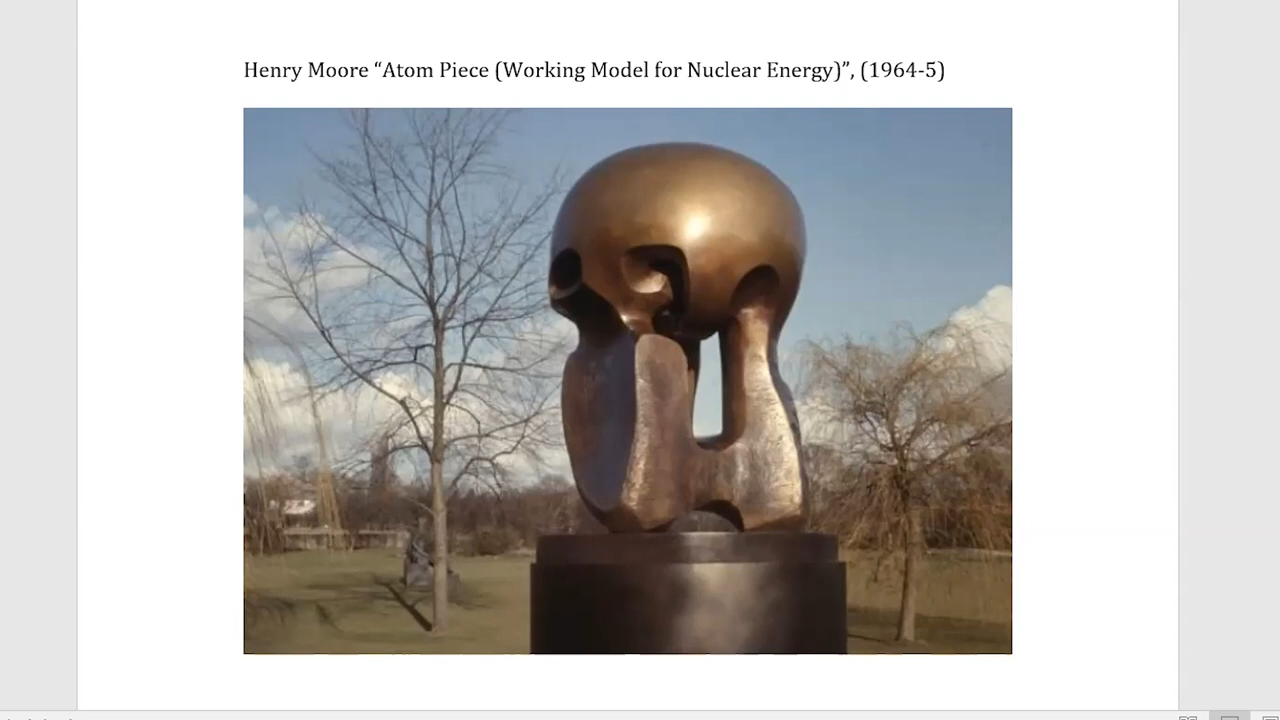 Henry Moore “Atom Piece (Working Model for Nuclear Energy)”, (1964-5)